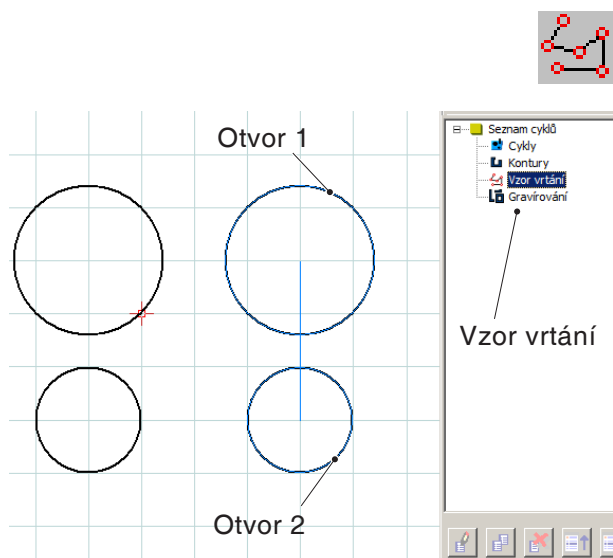 Otvor 1
Seznam cyklů
Cykly
Kontury
Vzor vrtání
Gravírování
Vzor vrtání
Otvor 2